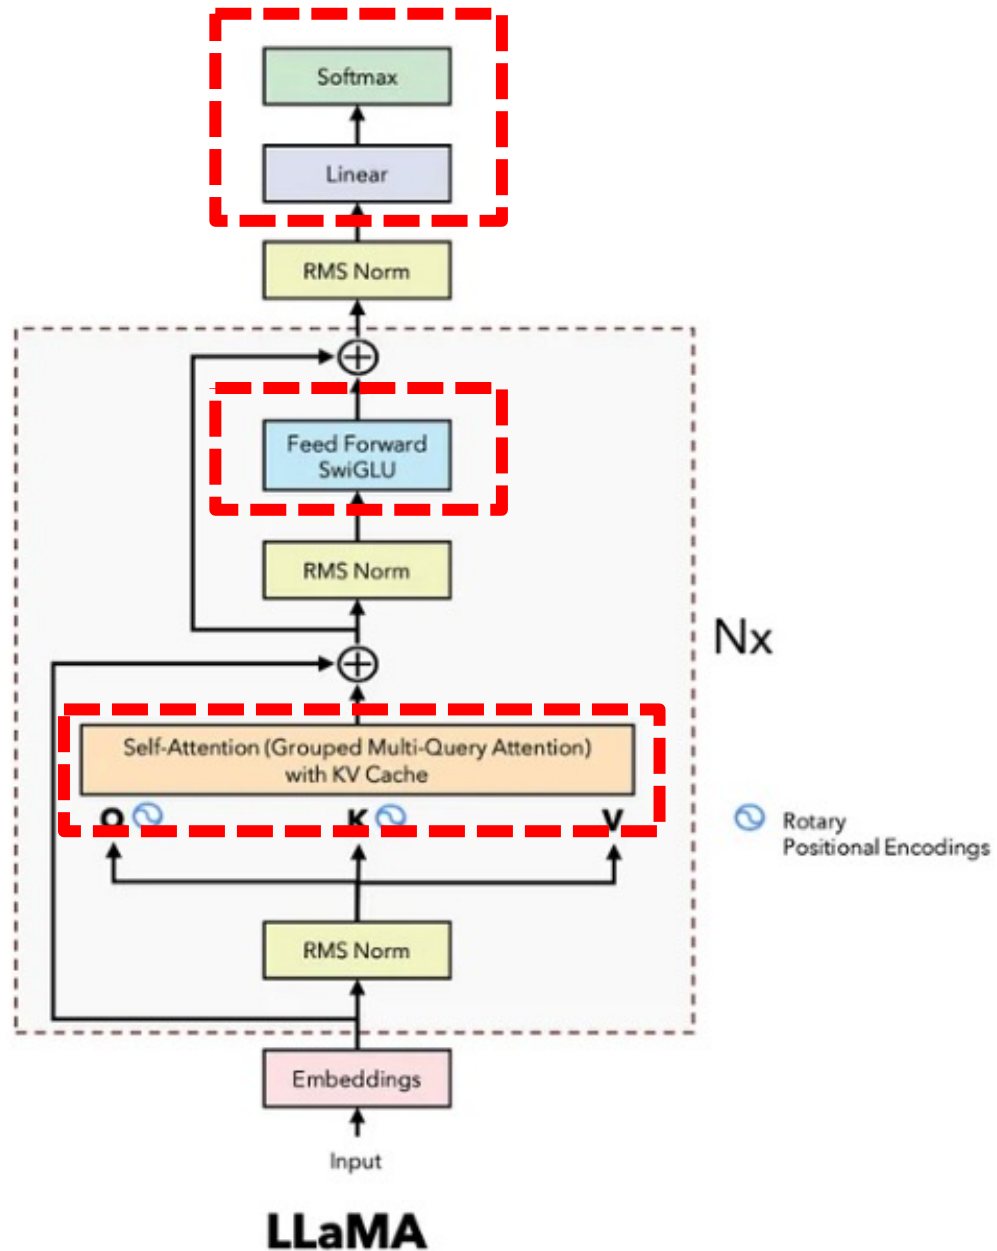 Softmax
Linear
RMS Norm
Feed Forward
SwiGLU
RMS Norm
Nx
Self-Attention (Grouped Multi-Query Attention)
with KV Cache
Q K V
Rotary
Positional Encodings
RMS Norm
Embeddings
Input
LLaMA